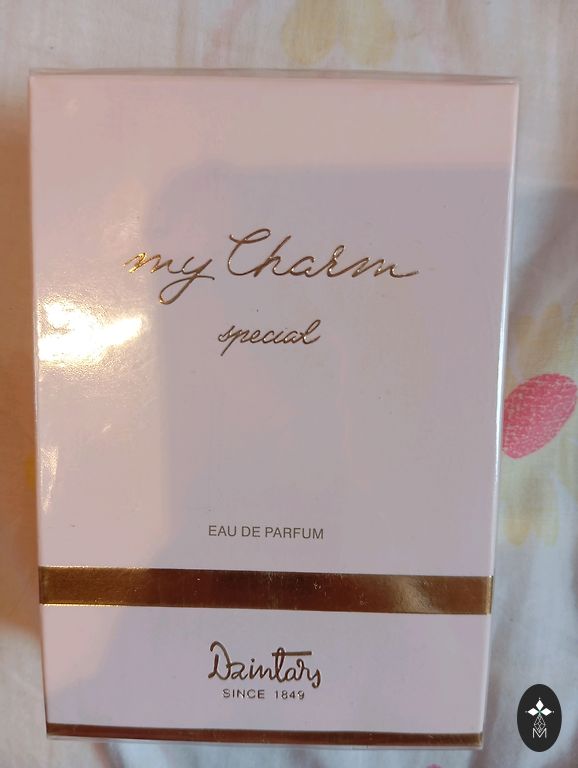 my Charm
special
EAU DE PARFUM
Dzintars
SINCE 1849